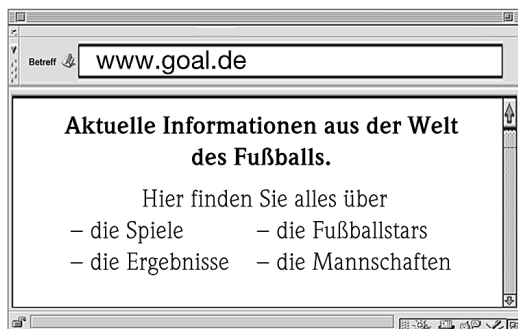 Betreff www.goal.de
Aktuelle Informationen aus der Welt
des Fußballs.
Hier finden Sie alles über
– die Spiele – die Fußballstars
– die Ergebnisse – die Mannschaften